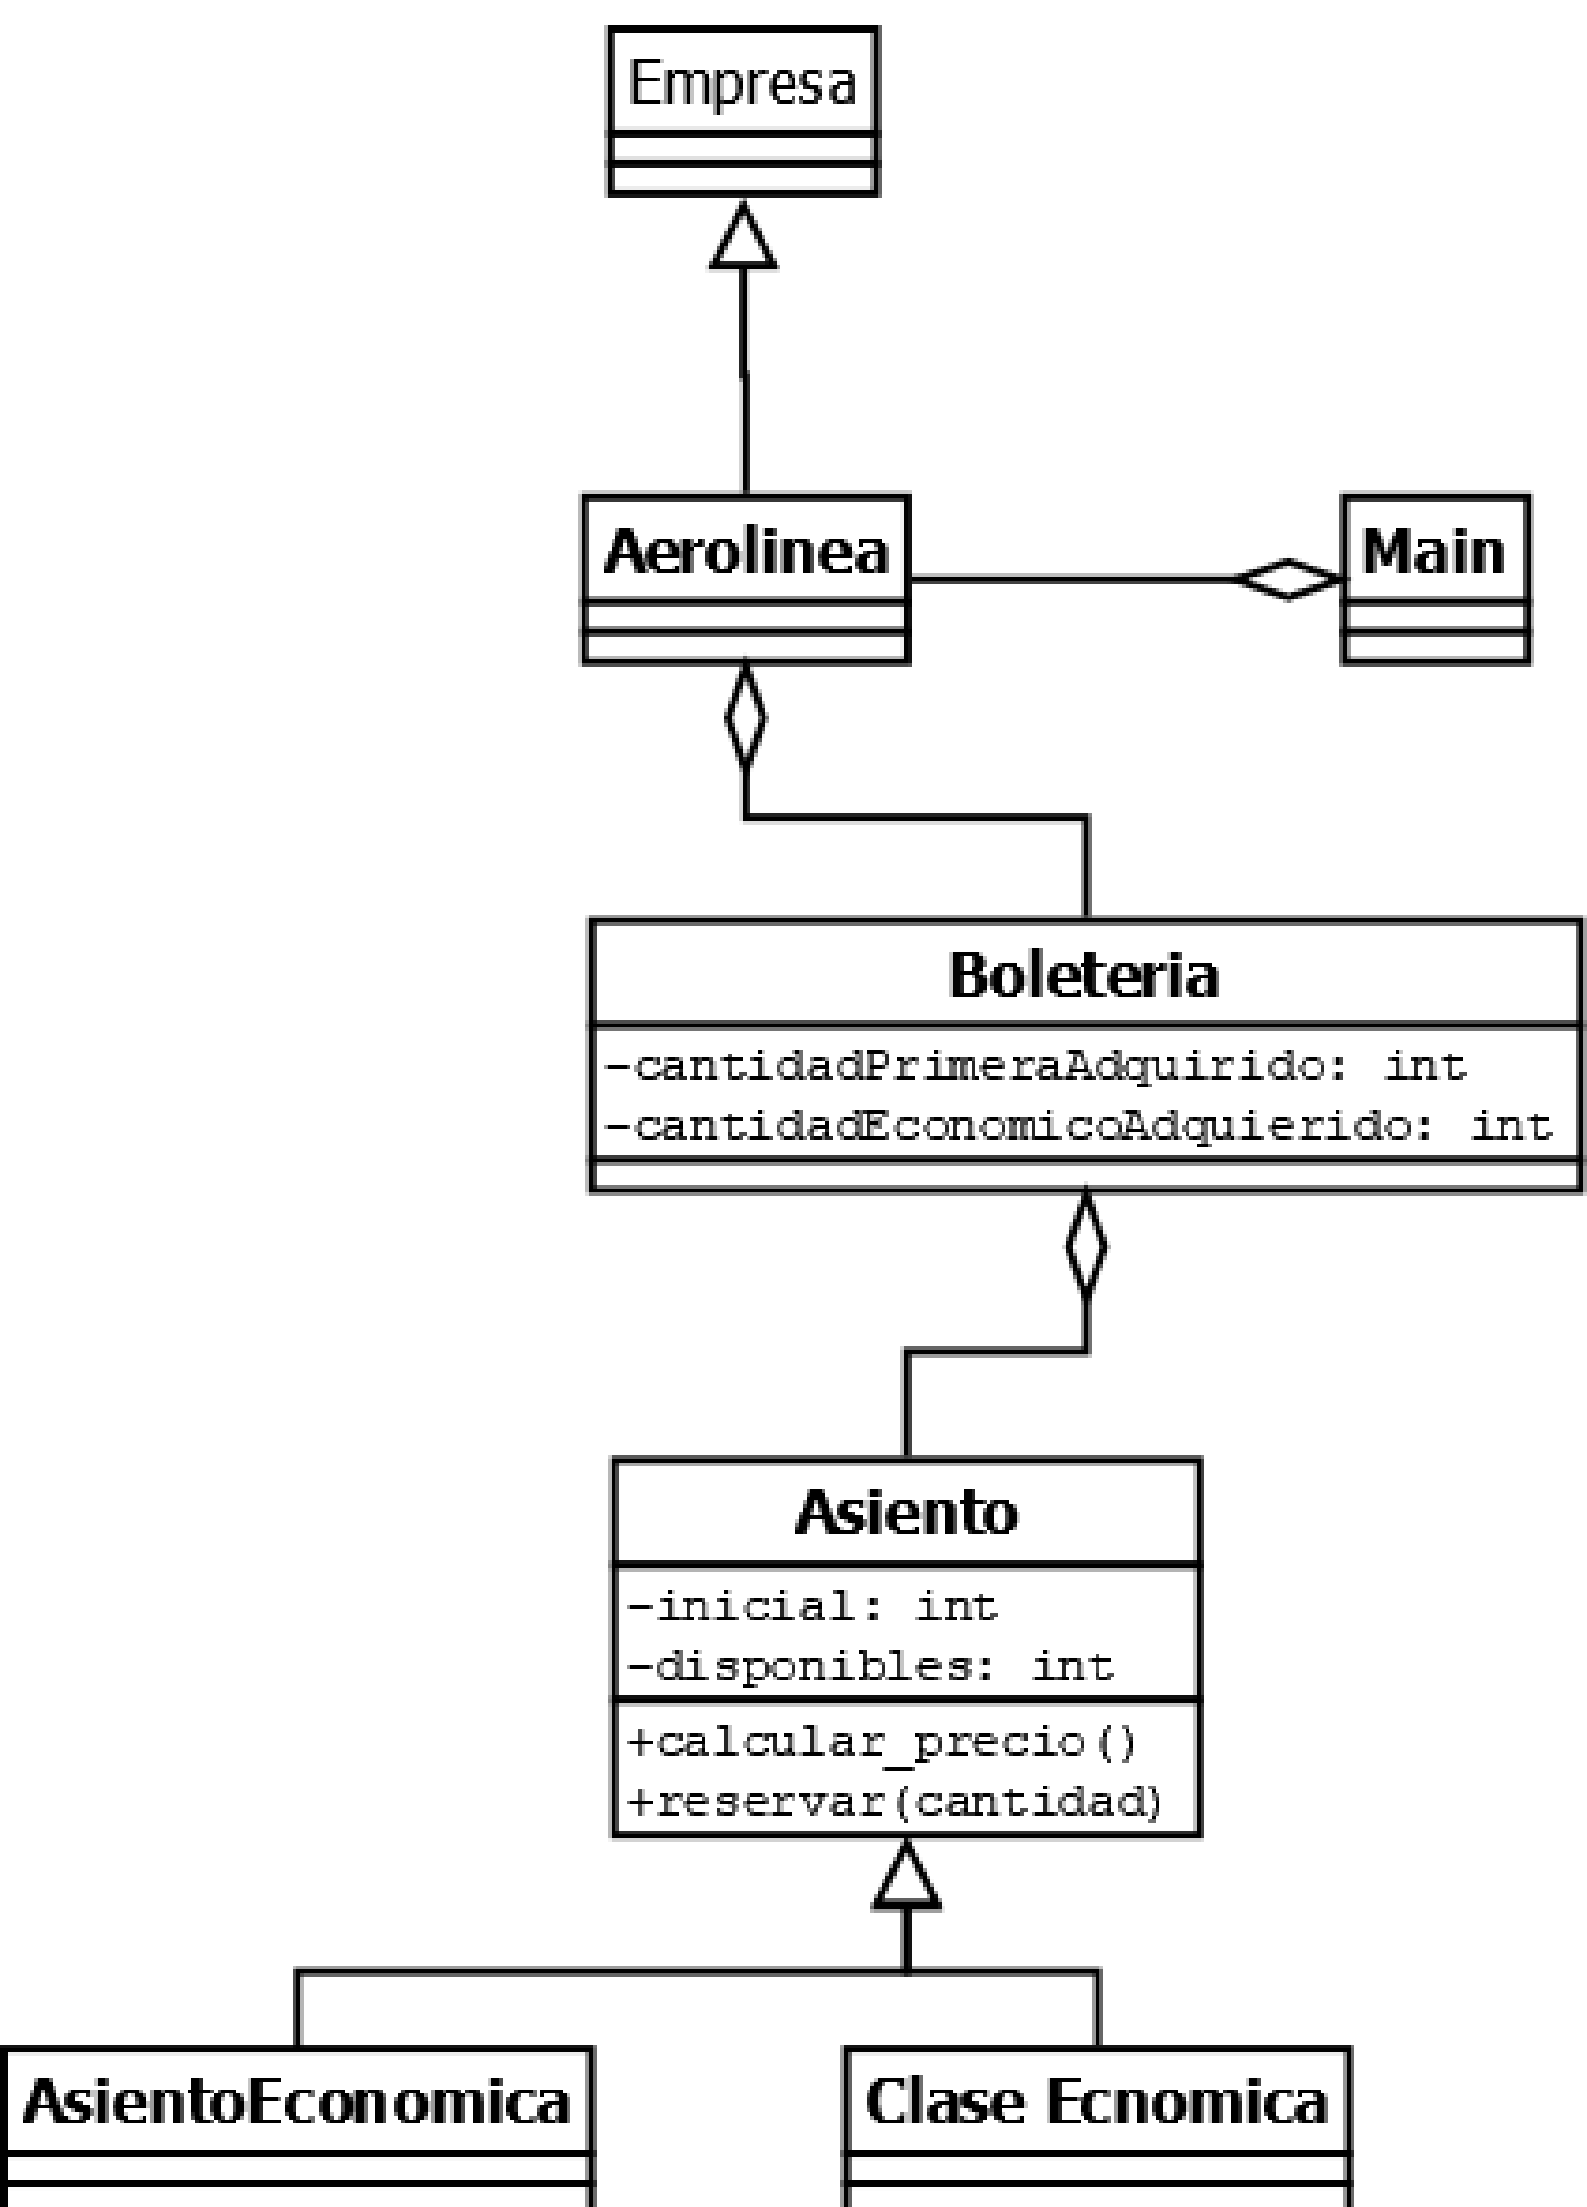 Empresa
Aerolinea
Main
Boleteria
-cantidadPrimeraAdquirido: int
-cantidadEconomicoAdquierido: int
Asiento
-inicial: int
-disponibles: int
+calcular_precio()
+reservar(cantidad)
AsientoEconomica
Clase Ecnomica